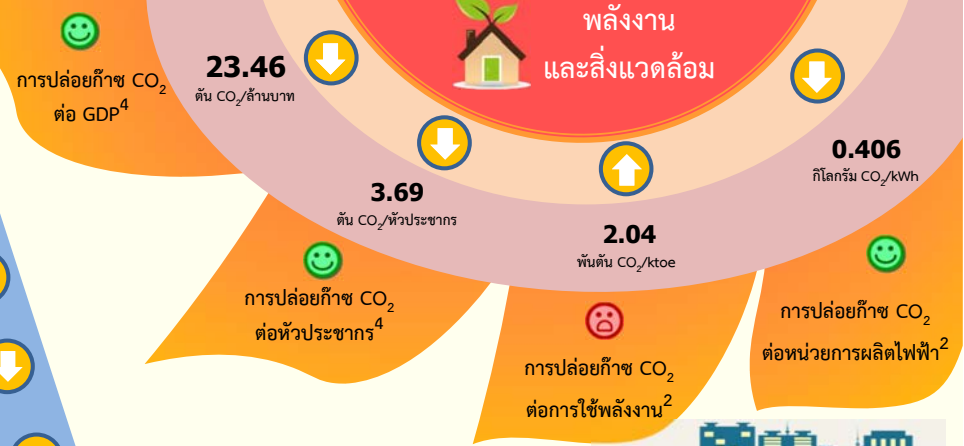 พลังงาน
และสิ่งแวดล้อม
การปล่อยก๊าซ CO₂
ต่อ GDP⁴
23.46
ตัน CO₂/ล้านบาท
3.69
ตัน CO₂/หัวประชากร
การปล่อยก๊าซ CO₂
ต่อหัวประชากร⁴
2.04
พันตัน CO₂/ktoe
การปล่อยก๊าซ CO₂
ต่อการใช้พลังงาน²
0.406
กิโลกรัม CO₂/kWh
การปล่อยก๊าซ CO₂
ต่อหน่วยการผลิตไฟฟ้า²